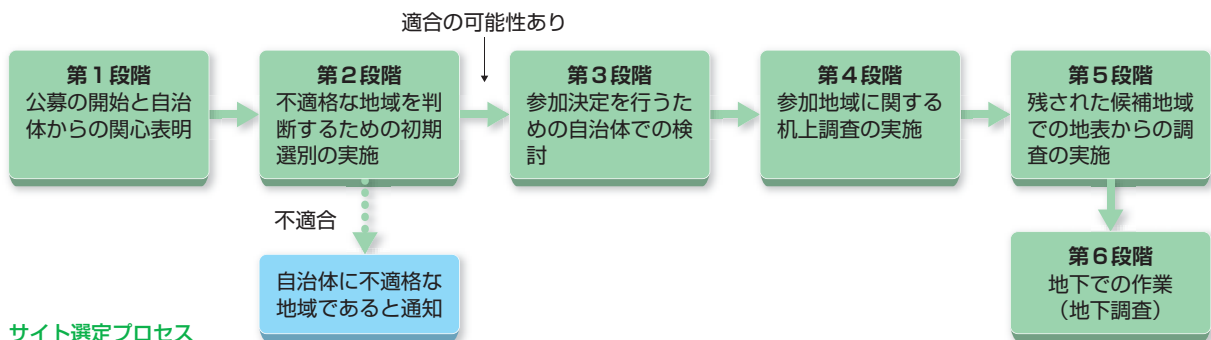 適合の可能性あり
第1段階
公募の開始と自治
体からの関心表明
第2段階
不適格な地域を判
断するための初期
選別の実施
第3段階
参加決定を行うた
めの自治体での検
討
第4段階
参加地域に関する
机上調査の実施
第5段階
残された候補地域
での地表からの調
査の実施
不適合
自治体に不適格な
地域であると通知
第6段階
地下での作業
（地下調査）
サイト選定プロセス